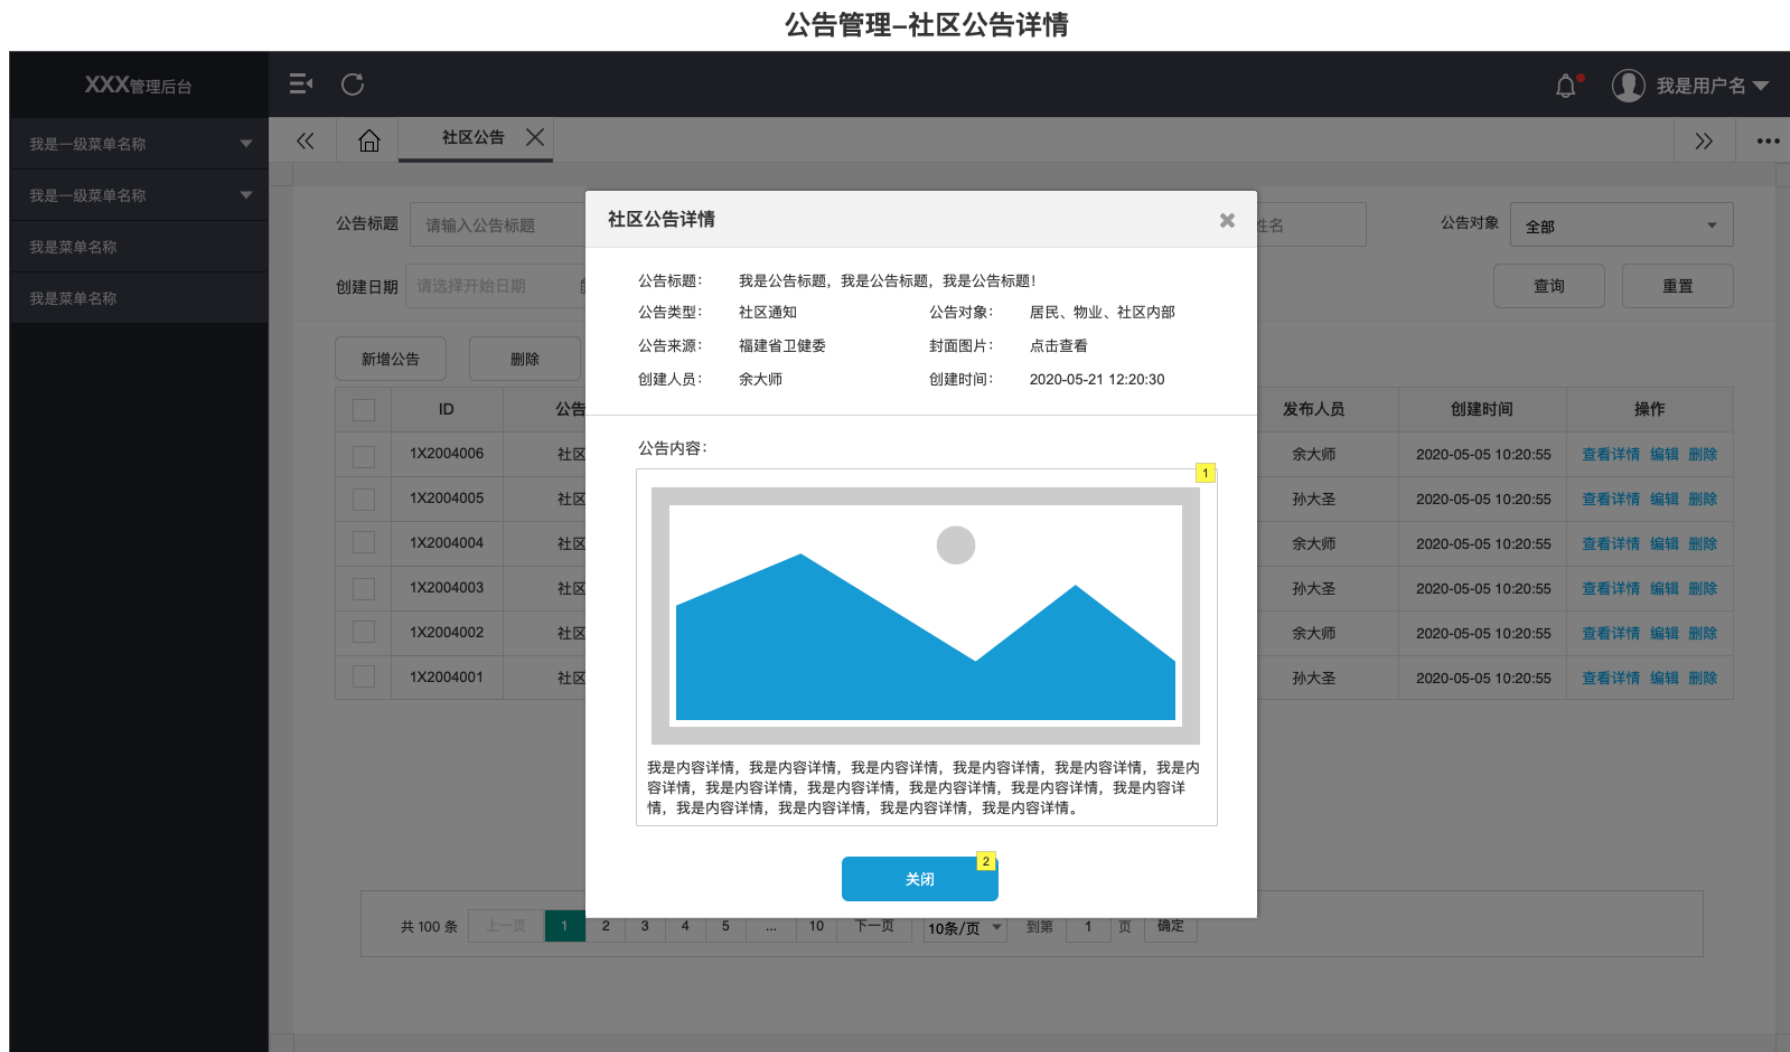 公告管理–社区公告详情
XXX管理后台
我是用户名
我是一级菜单名称
社区公告
我是一级菜单名称
我是菜单名称
我是菜单名称
公告标题
请输入公告标题
姓名
公告对象
全部
创建日期
请选择开始日期
查询
重置
新增公告
删除
ID
公告
发布人员
创建时间
操作
1X2004006
社区
余大师
2020-05-05 10:20:55
查看详情 编辑 删除
1X2004005
社区
孙大圣
2020-05-05 10:20:55
查看详情 编辑 删除
1X2004004
社区
余大师
2020-05-05 10:20:55
查看详情 编辑 删除
1X2004003
社区
孙大圣
2020-05-05 10:20:55
查看详情 编辑 删除
1X2004002
社区
余大师
2020-05-05 10:20:55
查看详情 编辑 删除
1X2004001
社区
孙大圣
2020-05-05 10:20:55
查看详情 编辑 删除
社区公告详情
公告标题： 我是公告标题，我是公告标题，我是公告标题！
公告类型： 社区通知 公告对象： 居民、物业、社区内部
公告来源： 福建省卫健委 封面图片： 点击查看
创建人员： 余大师 创建时间： 2020-05-21 12:20:30
公告内容：
1
我是内容详情，我是内容详情，我是内容详情，我是内容详情，我是内容详情，我是内
容详情，我是内容详情，我是内容详情，我是内容详情，我是内容详情，我是内容详
情，我是内容详情，我是内容详情，我是内容详情，我是内容详情。
2
关闭
共 100 条 上一页 1 2 3 4 5 ... 10 下一页 10条/页 到第 1 页 确定